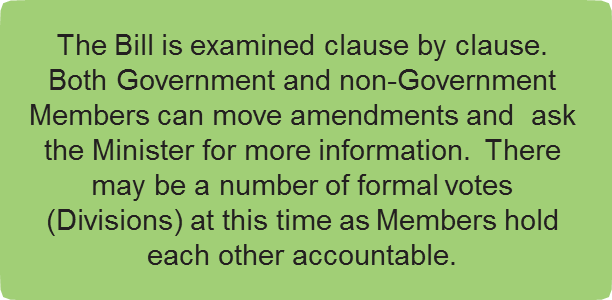 The Bill is examined clause by clause.
Both Government and non-Government
Members can move amendments and  ask
the Minister for more information.  There
may be a number of formal votes
(Divisions) at this time as Members hold
each other accountable.